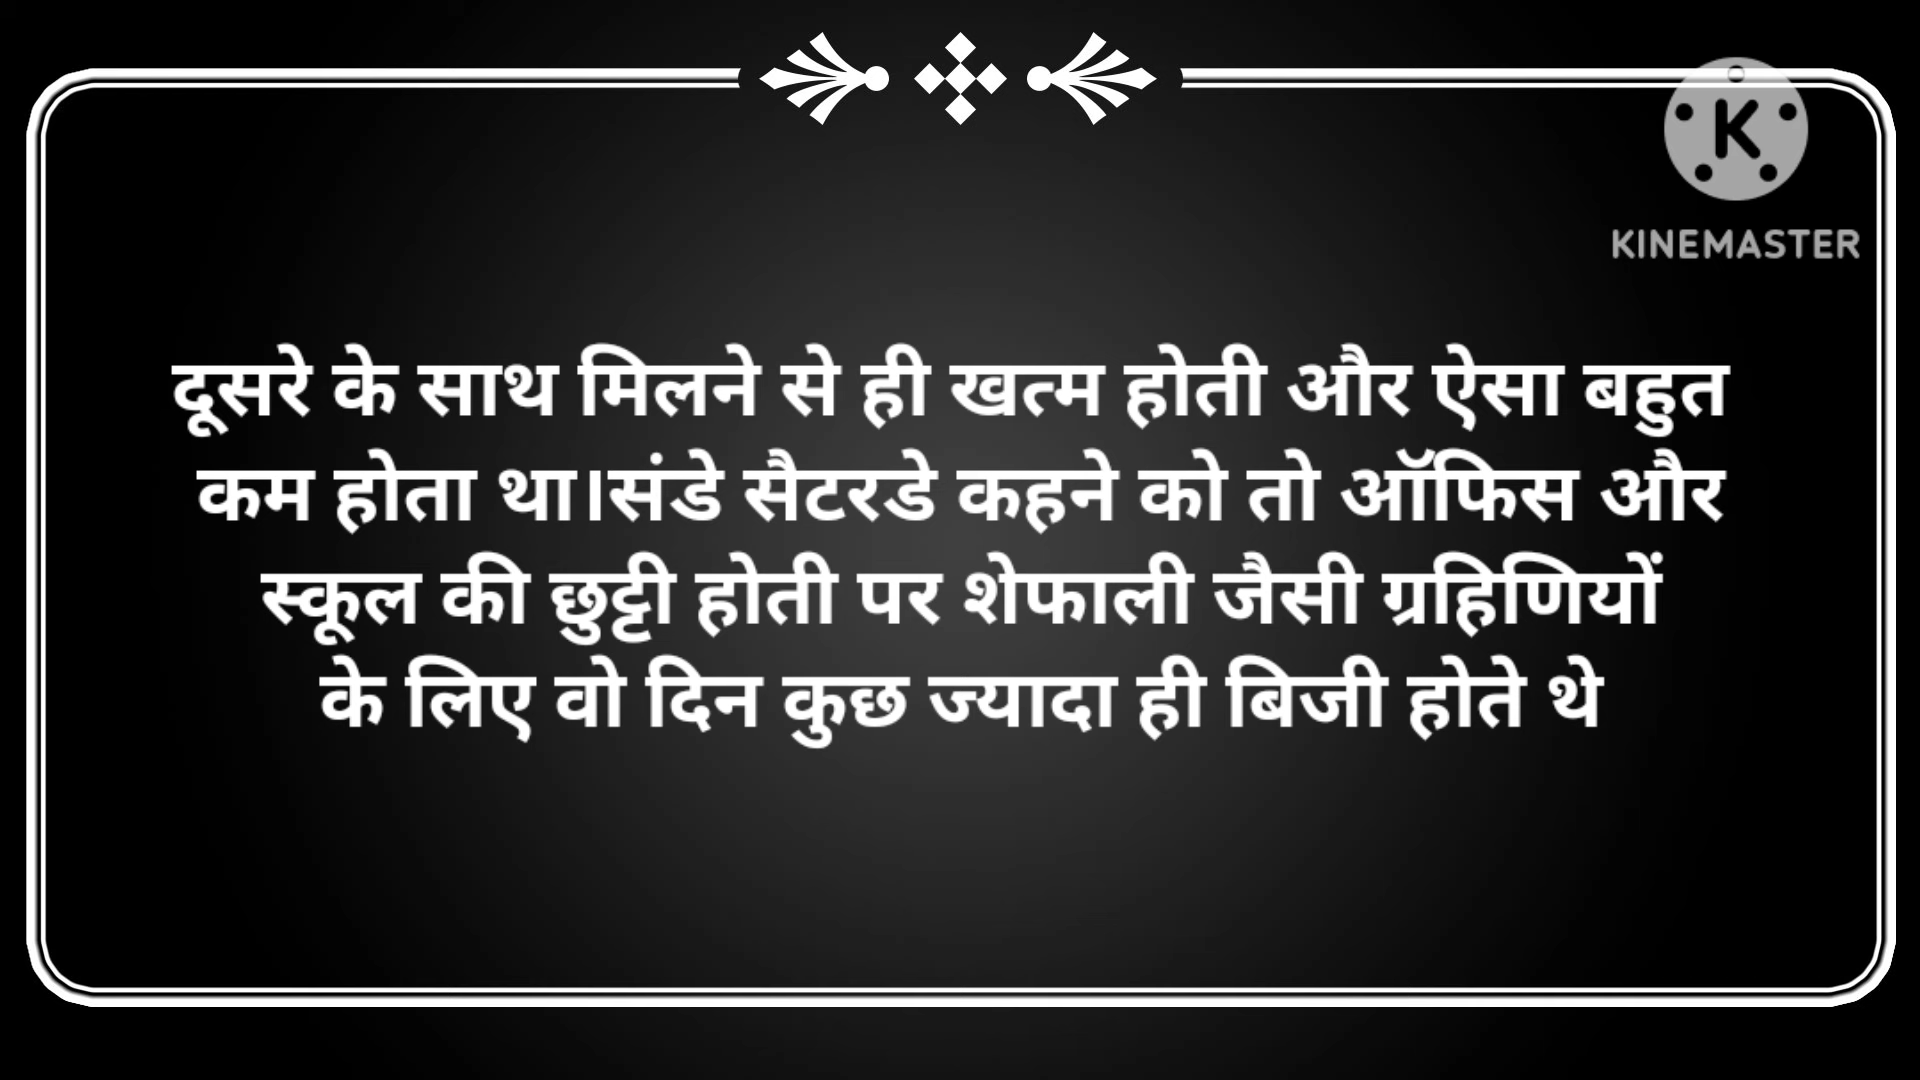 KINEMASTER
दूसरे के साथ मिलने से ही खत्म होती और ऐसा बहुत
कम होता था।संडे सैटरडे कहने को तो ऑफिस और
स्कूल की छुट्टी होती पर शेफाली जैसी ग्रहिणियों
के लिए वो दिन कुछ ज्यादा ही बिजी होते थे